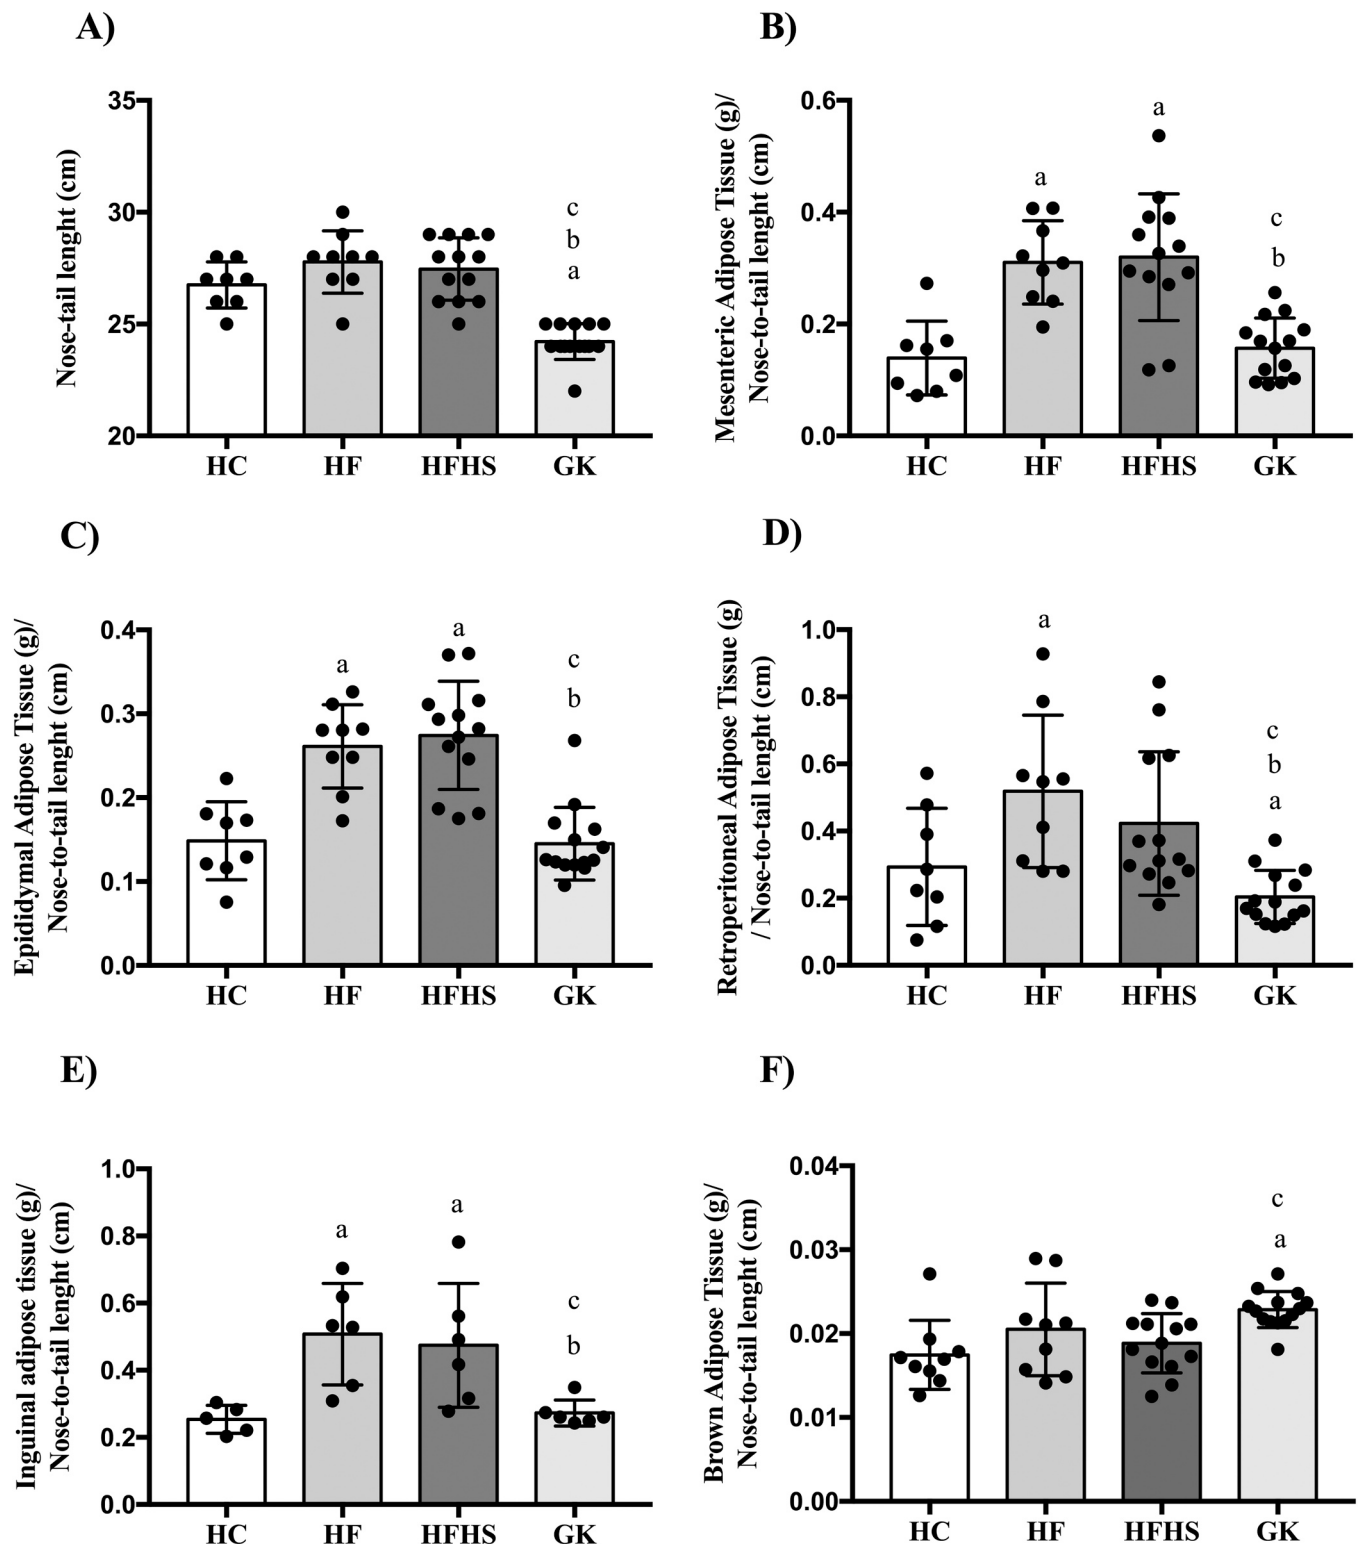 A)
Nose-tail lenght (cm)
35
30
25
20
c
b
a
HC HF HFHS GK
B)
Mesenteric Adipose Tissue (g)/
Nose-to-tail lenght (cm)
0.6
0.4
0.2
0.0
a
a
c
b
HC HF HFHS GK
C)
Epididymal Adipose Tissue (g)/
Nose-to-tail lenght (cm)
0.4
0.3
0.2
0.1
0.0
a
a
c
b
HC HF HFHS GK
D)
Retroperitoneal Adipose Tissue (g)
/ Nose-to-tail lenght (cm)
1.0
0.8
0.6
0.4
0.2
0.0
a
c
b
a
HC HF HFHS GK
E)
Inguinal adipose tissue (g)/
Nose-to-tail lenght (cm)
1.0
0.8
0.6
0.4
0.2
0.0
a
a
c
b
HC HF HFHS GK
F)
Brown Adipose Tissue (g)/
Nose-to-tail lenght (cm)
0.04
0.03
0.02
0.01
0.00
c
a
HC HF HFHS GK